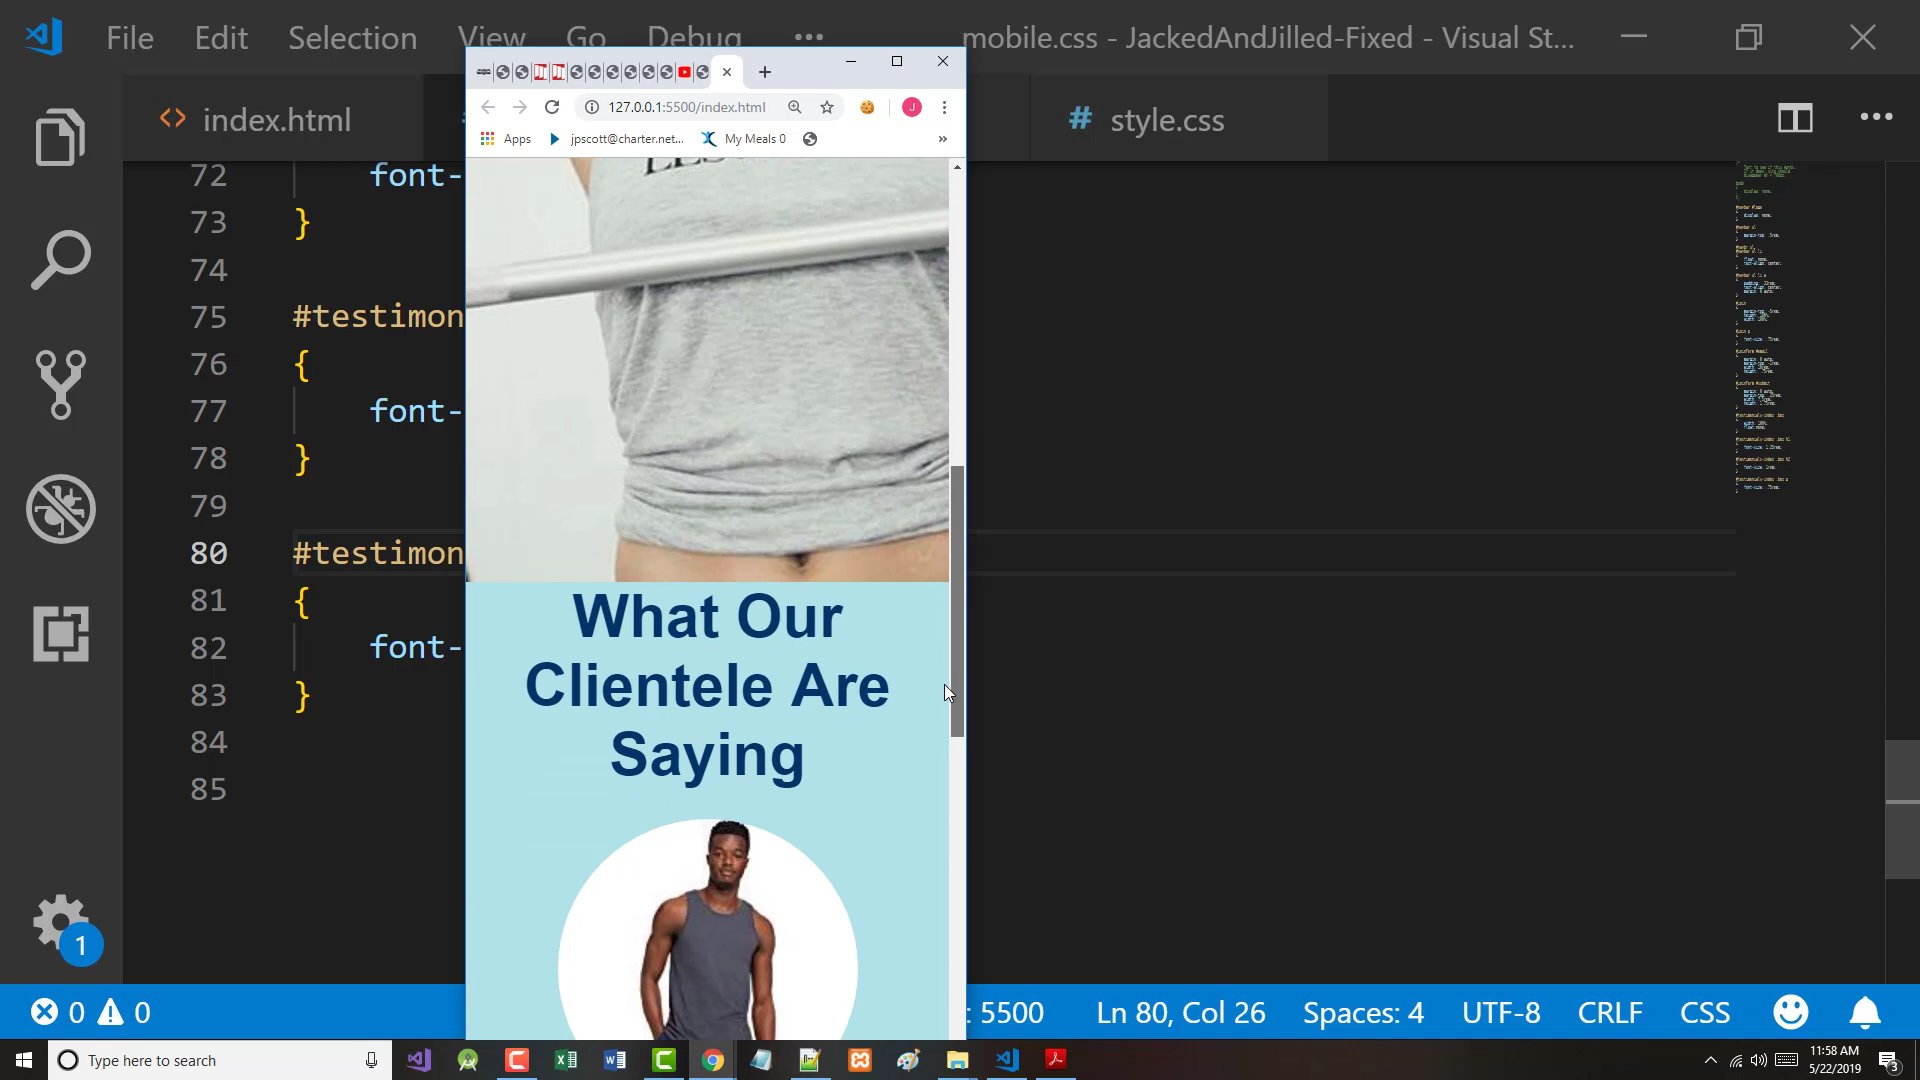 File Edit Selection View Go Debug ••• mobile.css - JackedAndJilled-Fixed - Visual St...
index.html
# style.css
127.0.0.1:5500/index.html
J
Apps jpscott@charter.net... My Meals 0 »
72 font-
73 }
74
75 #testimon
76 {
77 font-
78 }
79
80 #testimon
81 {
82 font-
83 }
84
85
What Our
Clientele Are
Saying
1
0 0 : 5500 Ln 80, Col 26 Spaces: 4 UTF-8 CRLF CSS
Type here to search
11:58 AM
5/22/2019
3